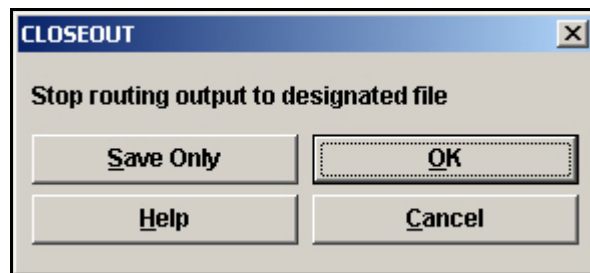 CLOSEOUT
Stop routing output to designated file
Save Only
OK
Help
Cancel